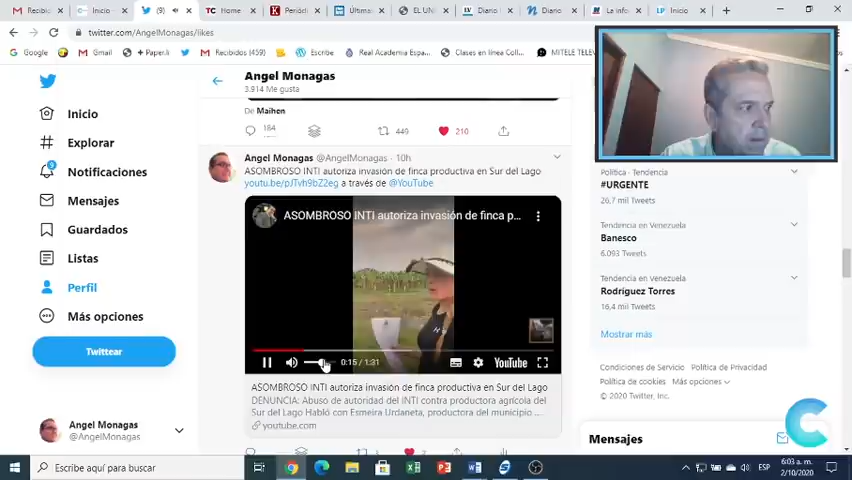 Recibid
Inicio
Home
Periódi
Última
EL UNI
Diario
Diario
La info
Inicio
twitter.com/AngelMonagas/likes
Google
Gmail
+ Paper.li
Recibidos (459)
Escribe
Real Academia Espa...
Clases en línea Coll...
MITELE TELE
Angel Monagas
3.914 Me gusta
De Maihen
184
449
210
Inicio
Explorar
3
Notificaciones
Mensajes
Guardados
Listas
Perfil
Más opciones
Twittear
Angel Monagas
@AngelMonagas
Angel Monagas @AngelMonagas · 10h
ASOMBROSO INTI autoriza invasión de finca productiva en Sur del Lago
youtu.be/pJTvh9bZ2eg a través de @YouTube
ASOMBROSO INTI autoriza invasión de finca p...
0:15 / 1:31
YouTube
ASOMBROSO INTI autoriza invasión de finca productiva en Sur del Lago
DENUNCIA: Abuso de autoridad del INTI contra productora agrícola del
Sur del Lago Habló con Esmeira Urdaneta, productora del municipio ...
youtube.com
Política · Tendencia
#URGENTE
26,7 mil Tweets
Tendencia en Venezuela
Banesco
6.093 Tweets
Tendencia en Venezuela
Rodríguez Torres
16,4 mil Tweets
Mostrar más
Condiciones de Servicio Política de Privacidad
Política de cookies Más opciones
© 2020 Twitter, Inc.
Mensajes
Escribe aquí para buscar
ESP
6:03 a. m.
2/10/2020